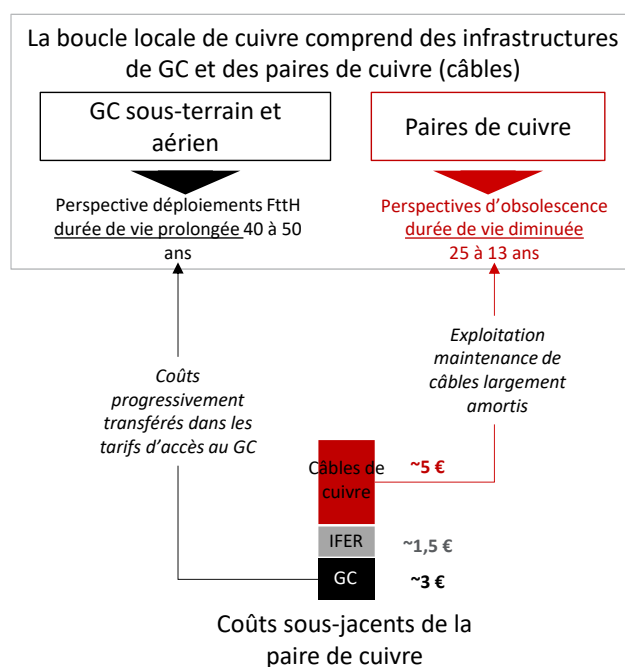 La boucle locale de cuivre comprend des infrastructures
de GC et des paires de cuivre (câbles)
GC sous-terrain et
aérien
Paires de cuivre
Perspective déploiements FttH
durée de vie prolongée 40 à 50
ans
Perspectives d’obsolescence
durée de vie diminuée
25 à 13 ans
Coûts
progressivement
transférés dans les
tarifs d’accès au GC
Exploitation
maintenance de
câbles largement
amortis
Câbles de
cuivre
~5 €
IFER
~1,5 €
GC
~3 €
Coûts sous-jacents de la
paire de cuivre